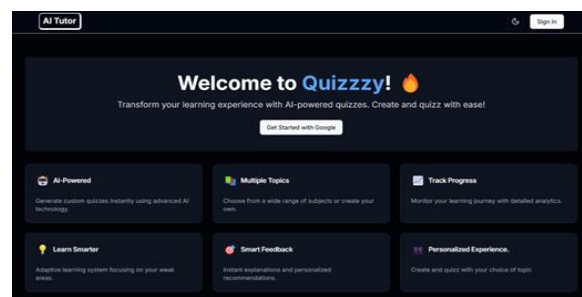 AI Tutor
Sign In
Welcome to Quizzzy!
Transform your learning experience with AI-powered quizzes. Create and quizz with ease!
Get Started with Google
AI-Powered
Generate custom quizzes instantly using advanced AI
technology.
Multiple Topics
Choose from a wide range of subjects or create your
own.
Track Progress
Monitor your learning journey with detailed analytics.
Learn Smarter
Adaptive learning system focusing on your weak
areas.
Smart Feedback
Instant explanations and personalized
recommendations.
Personalized Experience.
Create and quizz with your choice of topic